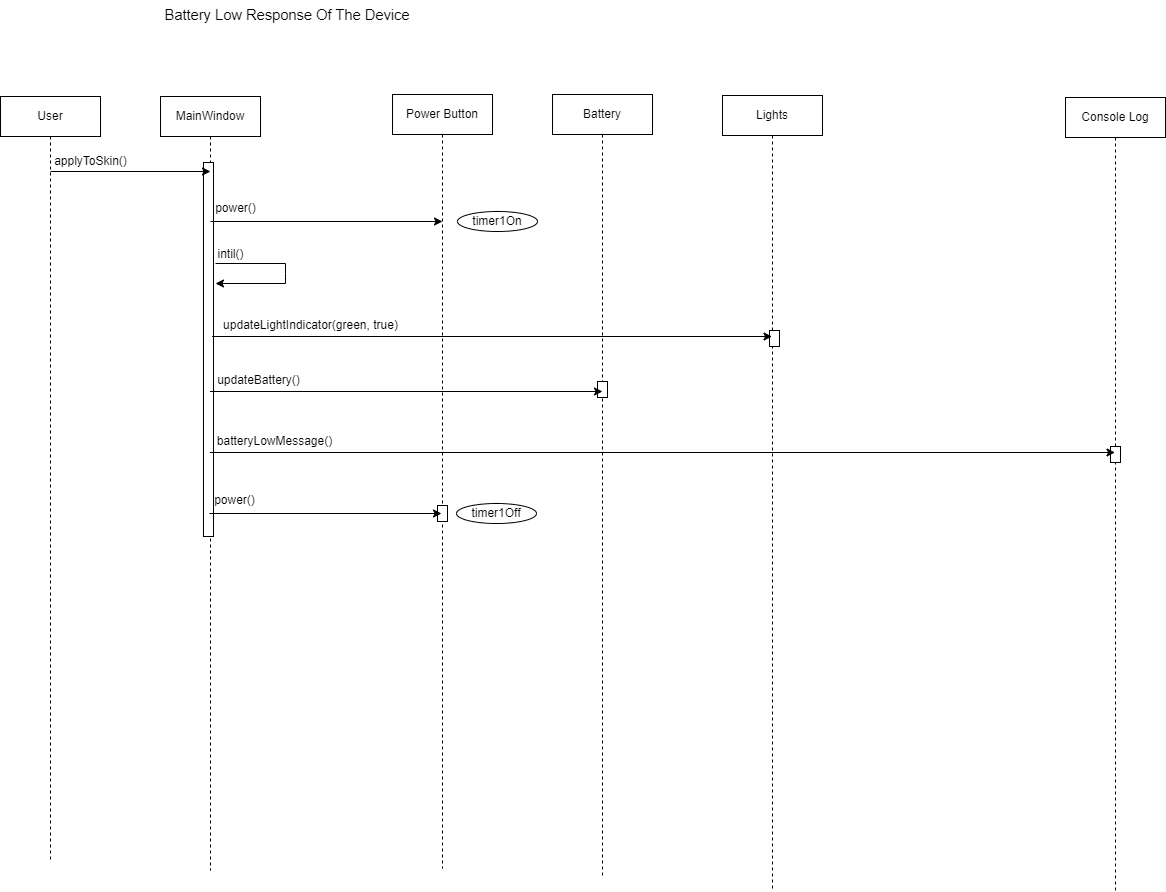 Battery Low Response Of The Device
User
MainWindow
Power Button
Battery
Lights
Console Log
applyToSkin()
power()
timer1On
intil()
updateLightIndicator(green, true)
updateBattery()
batteryLowMessage()
power()
timer1Off